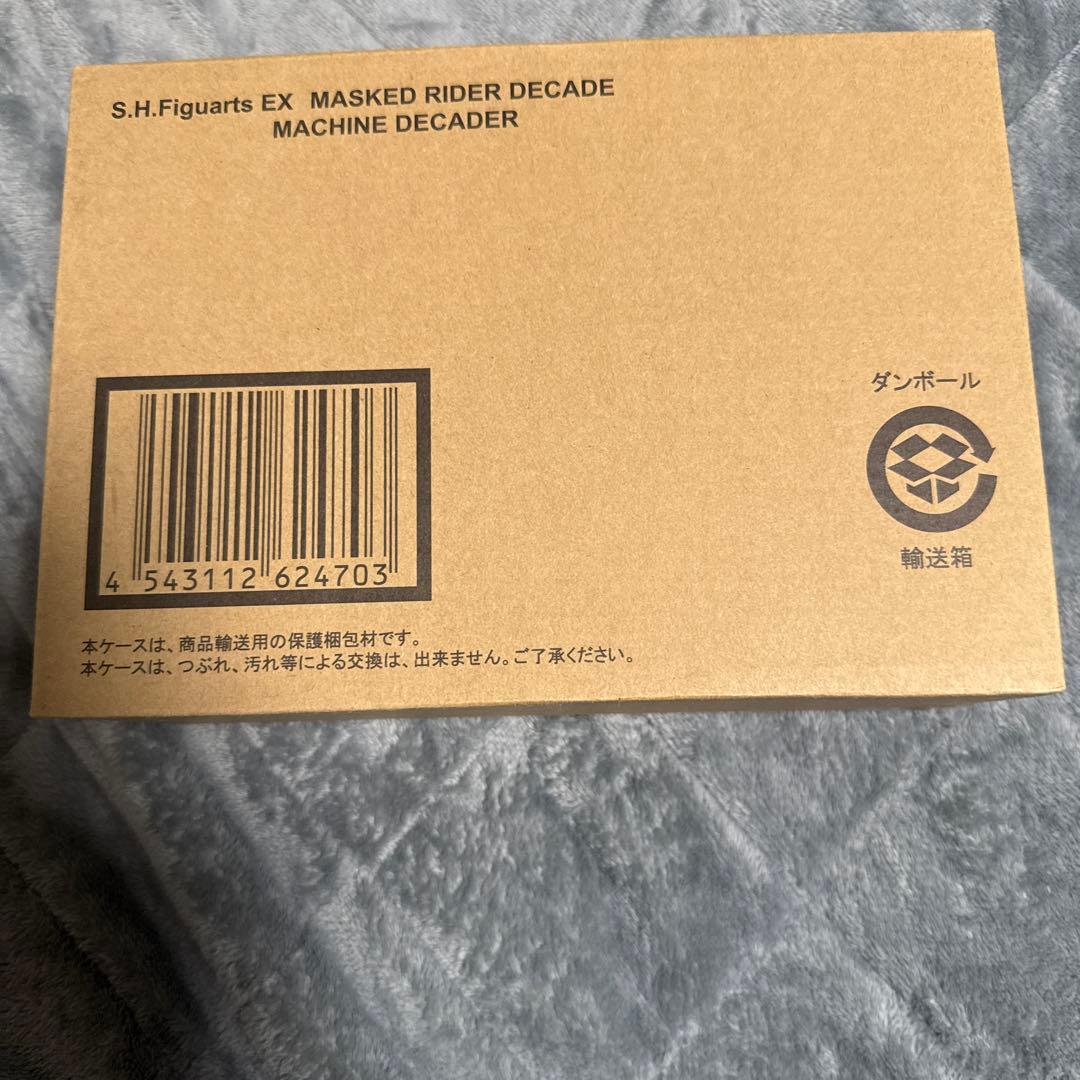 S.H.Figuarts EX MASKED RIDER DECADE
MACHINE DECADER
ダンボール
輸送箱
4 543112 624703
本ケースは、商品輸送用の保護梱包材です。
本ケースは、つぶれ、汚れ等による交換は、出来ません。ご了承ください。